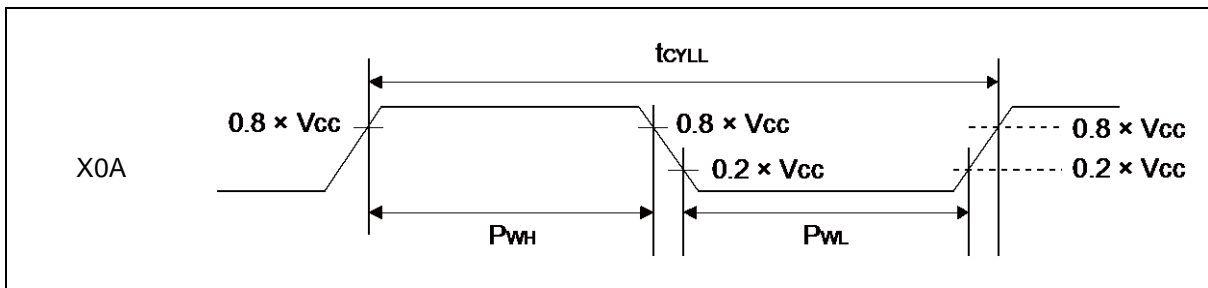 tCYLL
0.8 × Vcc
0.8 × Vcc
0.8 × Vcc
X0A
0.2 × Vcc
0.2 × Vcc
PWH
PWL